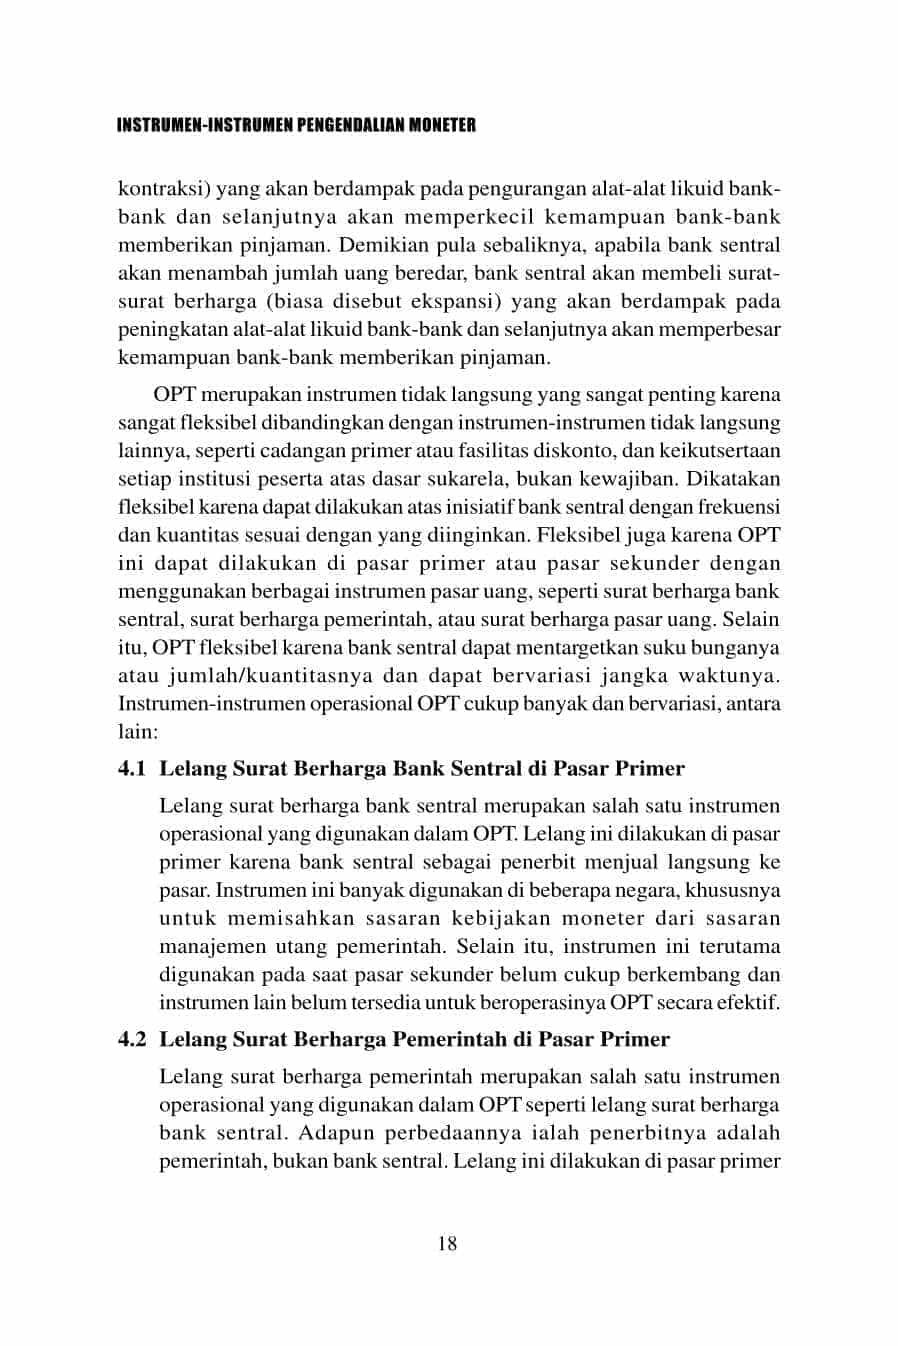 INSTRUMEN-INSTRUMEN PENGENDALIAN MONETER
kontraksi) yang akan berdampak pada pengurangan alat-alat likuid bank-
bank dan selanjutnya akan memperkecil kemampuan bank-bank
memberikan pinjaman. Demikian pula sebaliknya, apabila bank sentral
akan menambah jumlah uang beredar, bank sentral akan membeli surat-
surat berharga (biasa disebut ekspansi) yang akan berdampak pada
peningkatan alat-alat likuid bank-bank dan selanjutnya akan memperbesar
kemampuan bank-bank memberikan pinjaman.
OPT merupakan instrumen tidak langsung yang sangat penting karena
sangat fleksibel dibandingkan dengan instrumen-instrumen tidak langsung
lainnya, seperti cadangan primer atau fasilitas diskonto, dan keikutsertaan
setiap institusi peserta atas dasar sukarela, bukan kewajiban. Dikatakan
fleksibel karena dapat dilakukan atas inisiatif bank sentral dengan frekuensi
dan kuantitas sesuai dengan yang diinginkan. Fleksibel juga karena OPT
ini dapat dilakukan di pasar primer atau pasar sekunder dengan
menggunakan berbagai instrumen pasar uang, seperti surat berharga bank
sentral, surat berharga pemerintah, atau surat berharga pasar uang. Selain
itu, OPT fleksibel karena bank sentral dapat mentargetkan suku bunganya
atau jumlah/kuantitasnya dan dapat bervariasi jangka waktunya.
Instrumen-instrumen operasional OPT cukup banyak dan bervariasi, antara
lain:
4.1 Lelang Surat Berharga Bank Sentral di Pasar Primer
Lelang surat berharga bank sentral merupakan salah satu instrumen
operasional yang digunakan dalam OPT. Lelang ini dilakukan di pasar
primer karena bank sentral sebagai penerbit menjual langsung ke
pasar. Instrumen ini banyak digunakan di beberapa negara, khususnya
untuk memisahkan sasaran kebijakan moneter dari sasaran
manajemen utang pemerintah. Selain itu, instrumen ini terutama
digunakan pada saat pasar sekunder belum cukup berkembang dan
instrumen lain belum tersedia untuk beroperasinya OPT secara efektif.
4.2 Lelang Surat Berharga Pemerintah di Pasar Primer
Lelang surat berharga pemerintah merupakan salah satu instrumen
operasional yang digunakan dalam OPT seperti lelang surat berharga
bank sentral. Adapun perbedaannya ialah penerbitnya adalah
pemerintah, bukan bank sentral. Lelang ini dilakukan di pasar primer
18